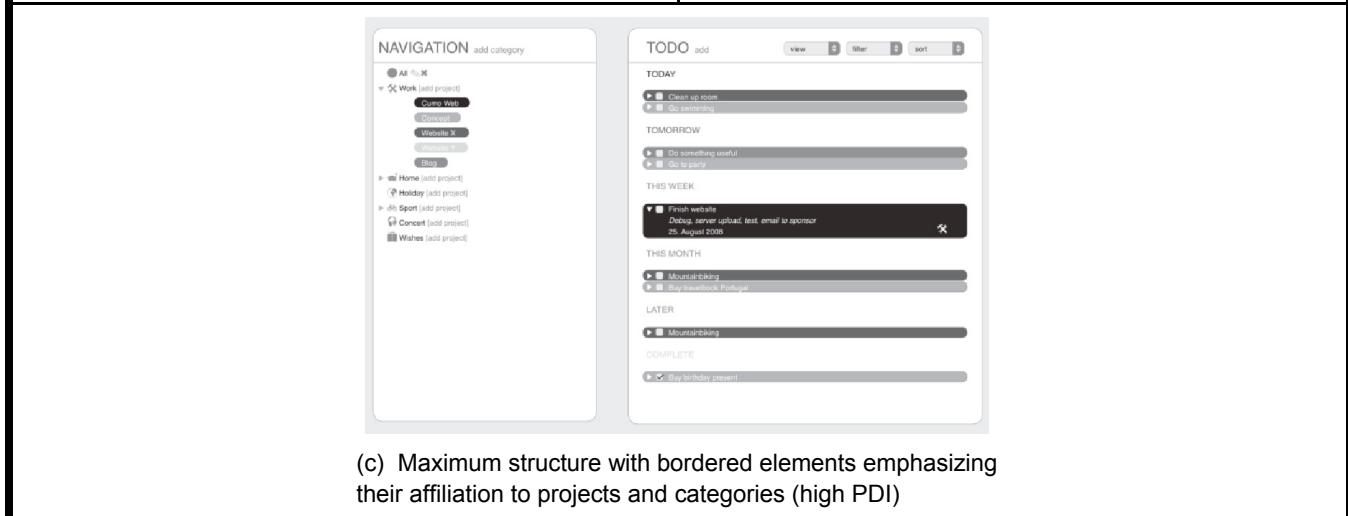 NAVIGATION add category
All
Work [add project]
Cumo Web
Concept
Website X
Website Y
Blog
Home [add project]
Holiday [add project]
Sport [add project]
Concert [add project]
Wishes [add project]
TODO add
view filter sort
TODAY
Clean up room
Go swimming
TOMORROW
Do something useful
Go to party
THIS WEEK
Finish website
Debug, server upload, test, email to sponsor
25. August 2008
THIS MONTH
Mountainbiking
Buy travelbook Portugal
LATER
Mountainbiking
COMPLETE
Buy birthday present
(c) Maximum structure with bordered elements emphasizing
their affiliation to projects and categories (high PDI)